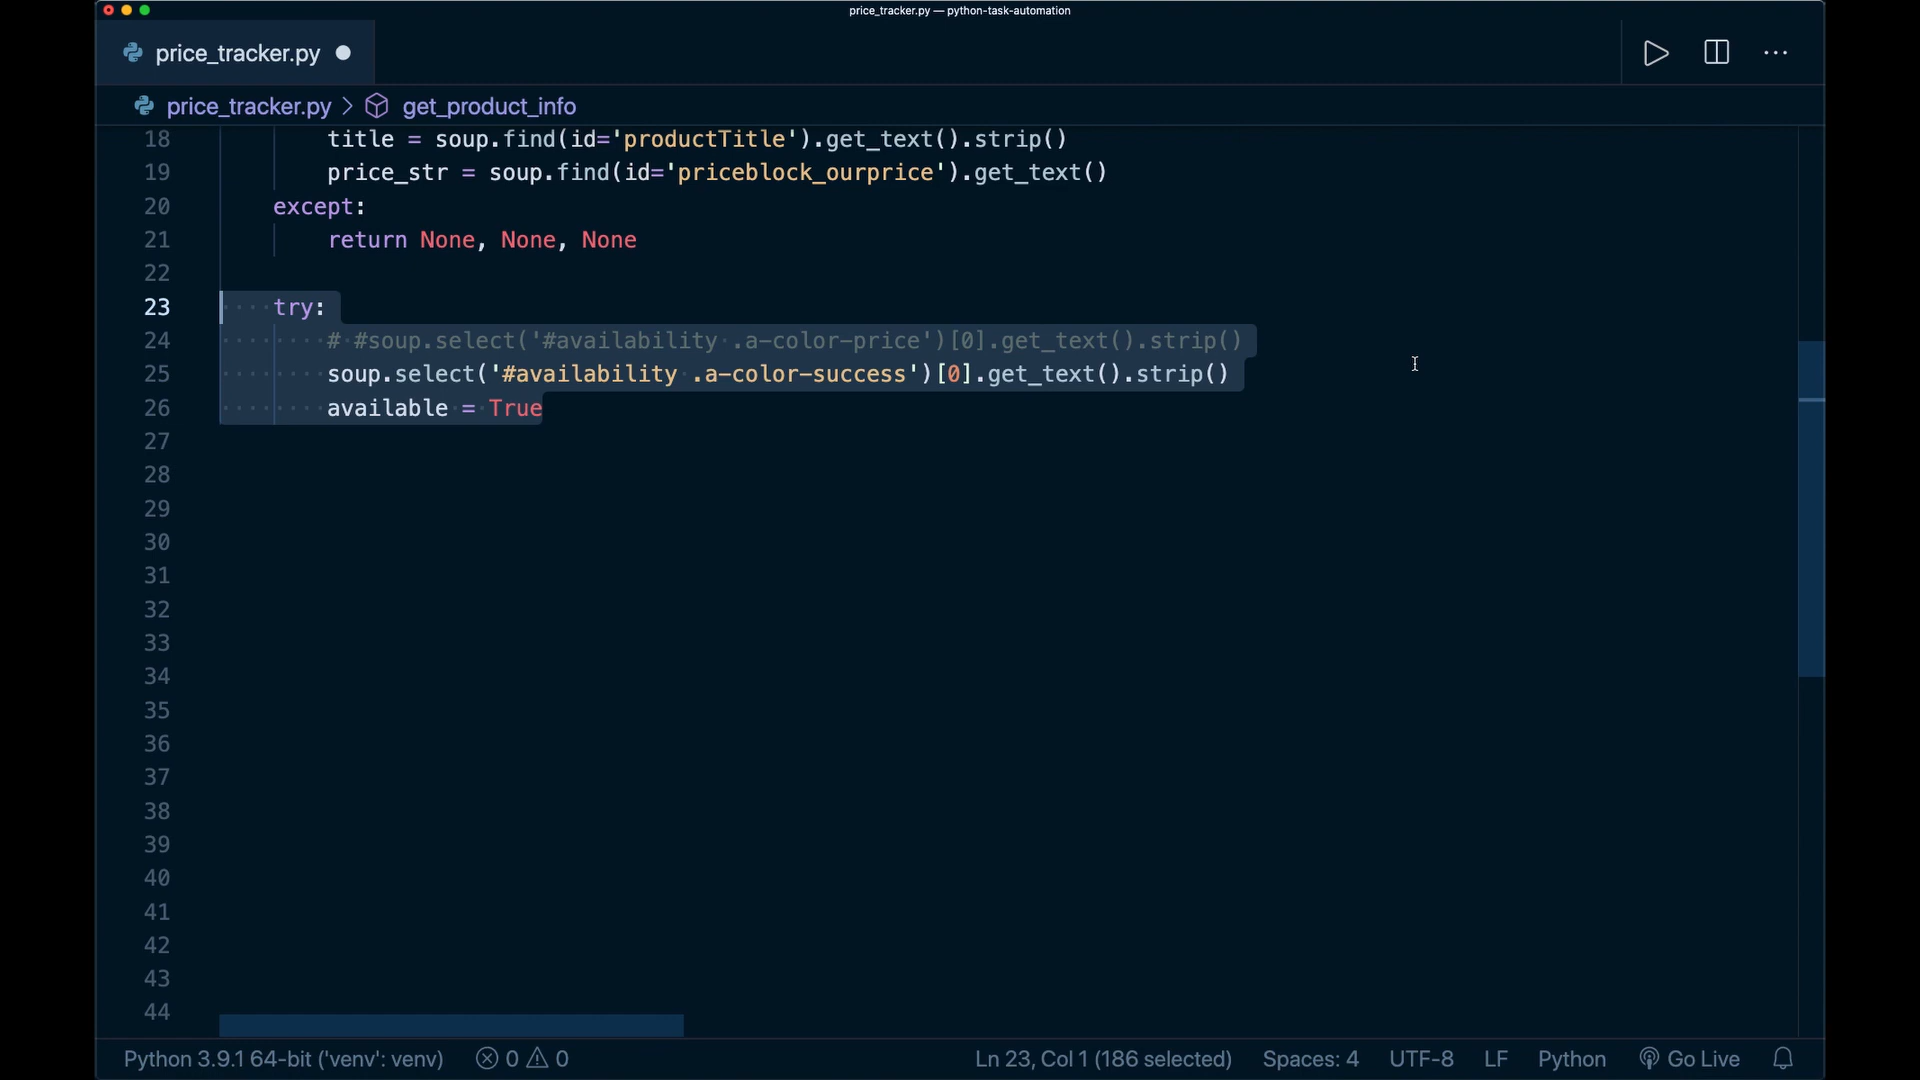 price_tracker.py — python-task-automation
price_tracker.py
price_tracker.py > get_product_info
18 title = soup.find(id='productTitle').get_text().strip()
19 price_str = soup.find(id='priceblock_ourprice').get_text()
20 except:
21 return None, None, None
22
23 try:
24 # #soup.select('#availability .a-color-price')[0].get_text().strip()
25 soup.select('#availability .a-color-success')[0].get_text().strip()
26 available = True
27
28
29
30
31
32
33
34
35
36
37
38
39
40
41
42
43
44
Python 3.9.1 64-bit ('venv': venv) 0 0 Ln 23, Col 1 (186 selected) Spaces: 4 UTF-8 LF Python Go Live